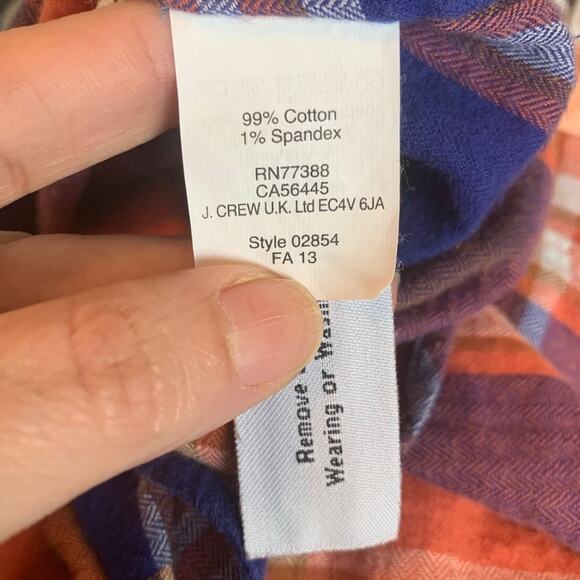 99% Cotton
1% Spandex
RN77388
CA56445
J. CREW U.K. Ltd EC4V 6JA
Style 02854
FA 13
Remove
Wearing or